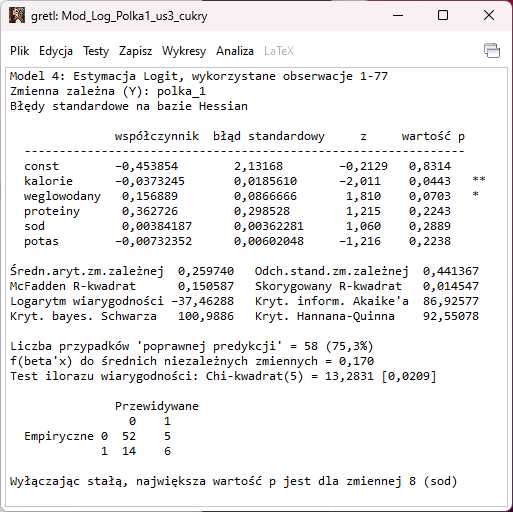 gretl: Mod_Log_Polka1_us3_cukry
Plik Edycja Testy Zapisz Wykresy Analiza LaTeX
Model 4: Estymacja Logit, wykorzystane obserwacje 1-77
Zmienna zależna (Y): polka_1
Błędy standardowe na bazie Hessian
współczynnik błąd standardowy z wartość p
---------------------------------------------------------------
const −0,453854 2,13168 −0,2129 0,8314
kalorie −0,0373245 0,0185610 −2,011 0,0443 **
weglowodany 0,156889 0,0866666 1,810 0,0703 *
proteiny 0,362726 0,298528 1,215 0,2243
sod 0,00384187 0,00362281 1,060 0,2889
potas −0,00732352 0,00602048 −1,216 0,2238
Średn.aryt.zm.zależnej 0,259740 Odch.stand.zm.zależnej 0,441367
McFadden R-kwadrat 0,150587 Skorygowany R-kwadrat 0,014547
Logarytm wiarygodności −37,46288 Kryt. inform. Akaike'a 86,92577
Kryt. bayes. Schwarza 100,9886 Kryt. Hannana-Quinna 92,55078
Liczba przypadków 'poprawnej predykcji' = 58 (75,3%)
f(beta'x) do średnich niezależnych zmiennych = 0,170
Test ilorazu wiarygodności: Chi-kwadrat(5) = 13,2831 [0,0209]
Przewidywane
0 1
Empiryczne 0 52 5
1 14 6
Wyłączając stałą, największa wartość p jest dla zmiennej 8 (sod)